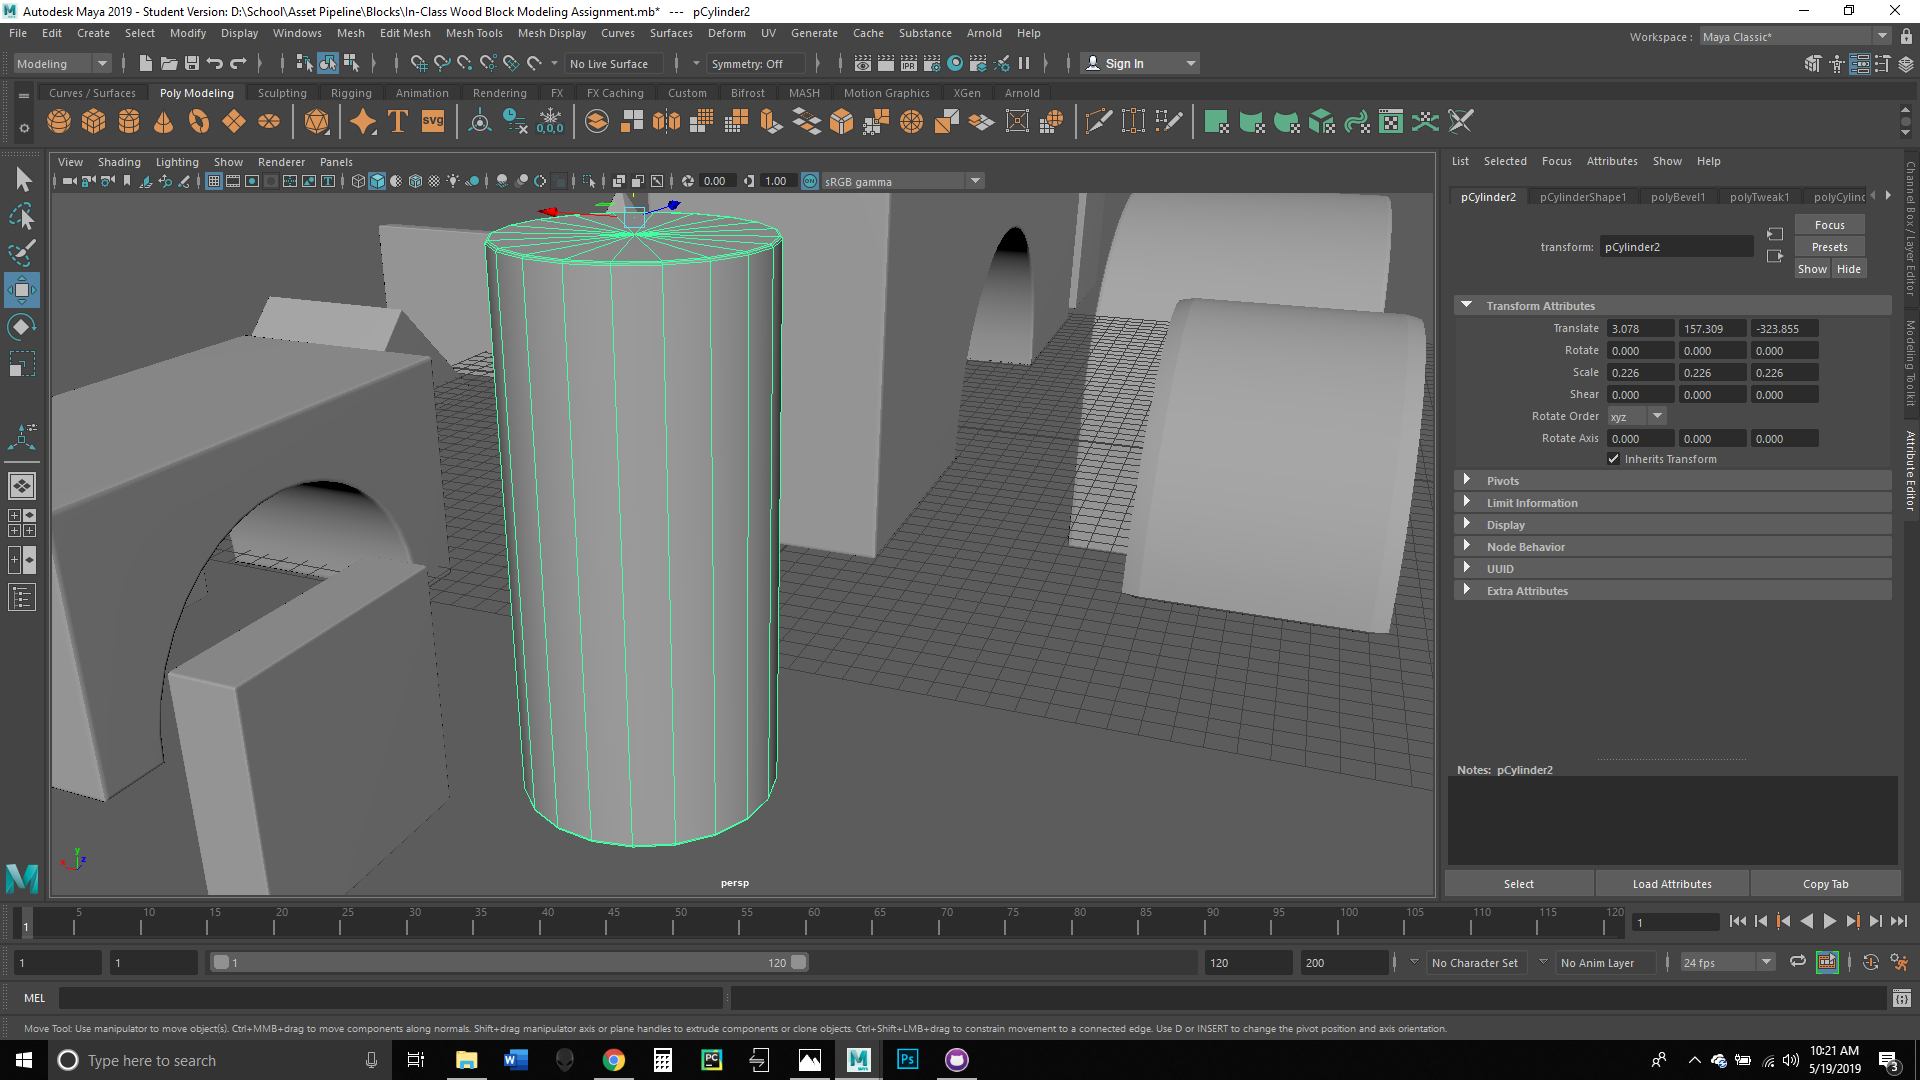 Autodesk Maya 2019 - Student Version: D:\School\Asset Pipeline\Blocks\In-Class Wood Block Modeling Assignment.mb* --- pCylinder2
File Edit Create Select Modify Display Windows Mesh Edit Mesh Mesh Tools Mesh Display Curves Surfaces Deform UV Generate Cache Substance Arnold Help
Workspace : Maya Classic*
Modeling No Live Surface Symmetry: Off IPR Sign In
Curves / Surfaces Poly Modeling Sculpting Rigging Animation Rendering FX FX Caching Custom Bifrost MASH Motion Graphics XGen Arnold
T SVG 0,0,0
View Shading Lighting Show Renderer Panels
0.00 1.00 ON sRGB gamma
List Selected Focus Attributes Show Help
pCylinder2 pCylinderShape1 polyBevel1 polyTweak1 polyCylind
transform: pCylinder2
Focus
Presets
Show Hide
Transform Attributes
Translate 3.078 157.309 -323.855
Rotate 0.000 0.000 0.000
Scale 0.226 0.226 0.226
Shear 0.000 0.000 0.000
Rotate Order xyz
Rotate Axis 0.000 0.000 0.000
Inherits Transform
Pivots
Limit Information
Display
Node Behavior
UUID
Extra Attributes
Notes: pCylinder2
Select Load Attributes Copy Tab
Channel Box / Layer Editor
Modeling Toolkit
Attribute Editor
y
x z
persp
1 5 10 15 20 25 30 35 40 45 50 55 60 65 70 75 80 85 90 95 100 105 110 115 120 1
1 1 1 120 120 200 No Character Set No Anim Layer 24 fps
MEL
Move Tool: Use manipulator to move object(s). Ctrl+MMB+drag to move components along normals. Shift+drag manipulator axis or plane handles to extrude components or clone objects. Ctrl+Shift+LMB+drag to constrain movement to a connected edge. Use D or INSERT to change the pivot position and axis orientation.
Type here to search
10:21 AM
5/19/2019
3